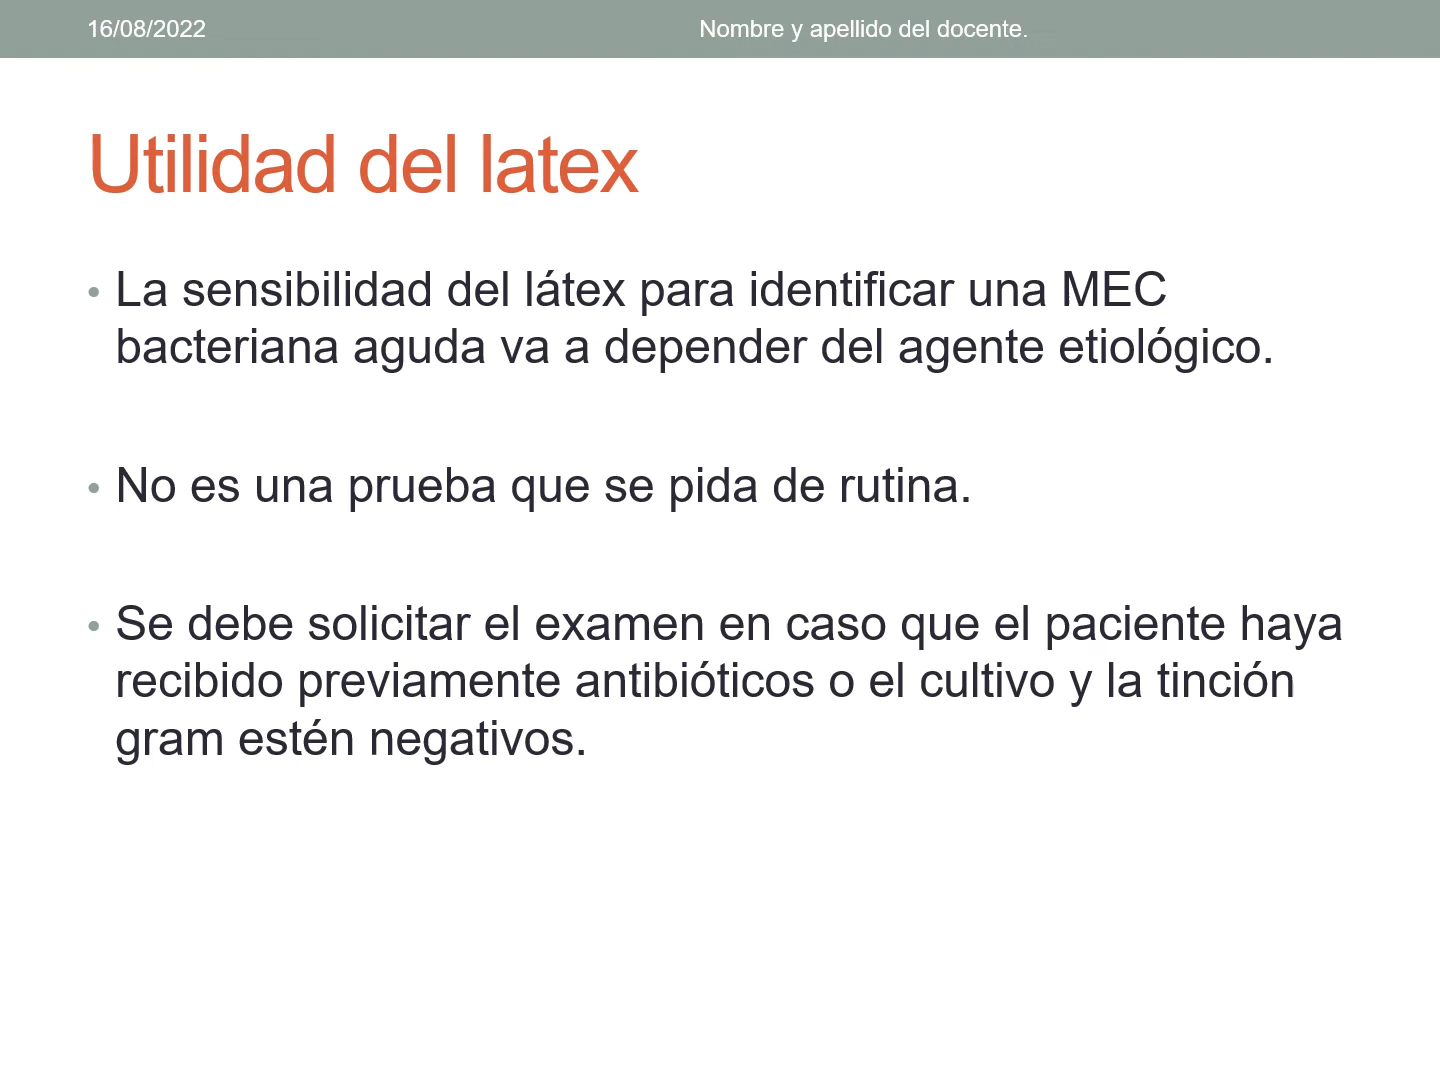 16/08/2022
Nombre y apellido del docente.
Utilidad del latex
• La sensibilidad del látex para identificar una MEC
bacteriana aguda va a depender del agente etiológico.
• No es una prueba que se pida de rutina.
• Se debe solicitar el examen en caso que el paciente haya
recibido previamente antibióticos o el cultivo y la tinción
gram estén negativos.